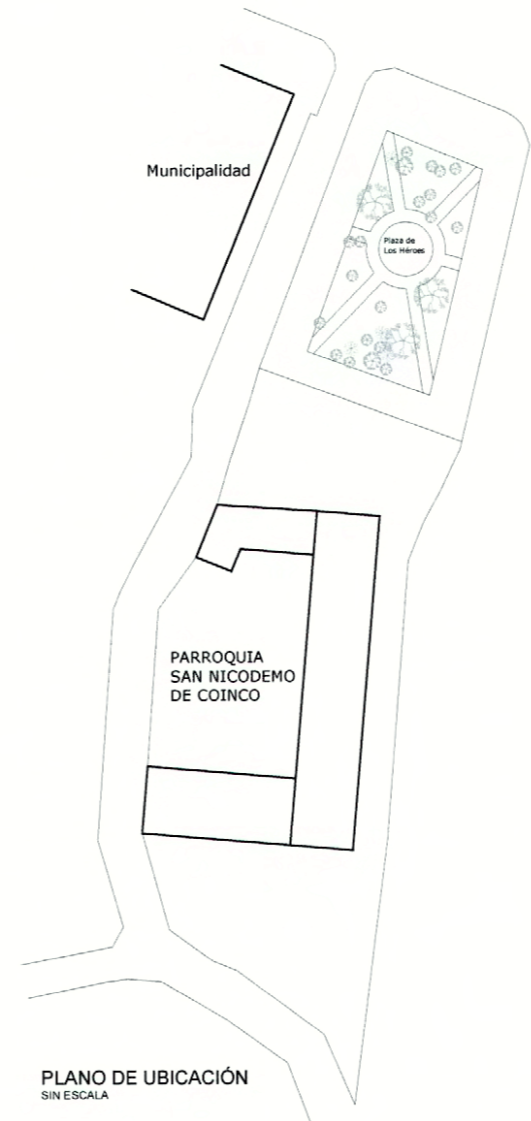 Municipalidad
Plaza de
Los Héroes
PARROQUIA
SAN NICODEMO
DE COINCO
PLANO DE UBICACIÓN
SIN ESCALA